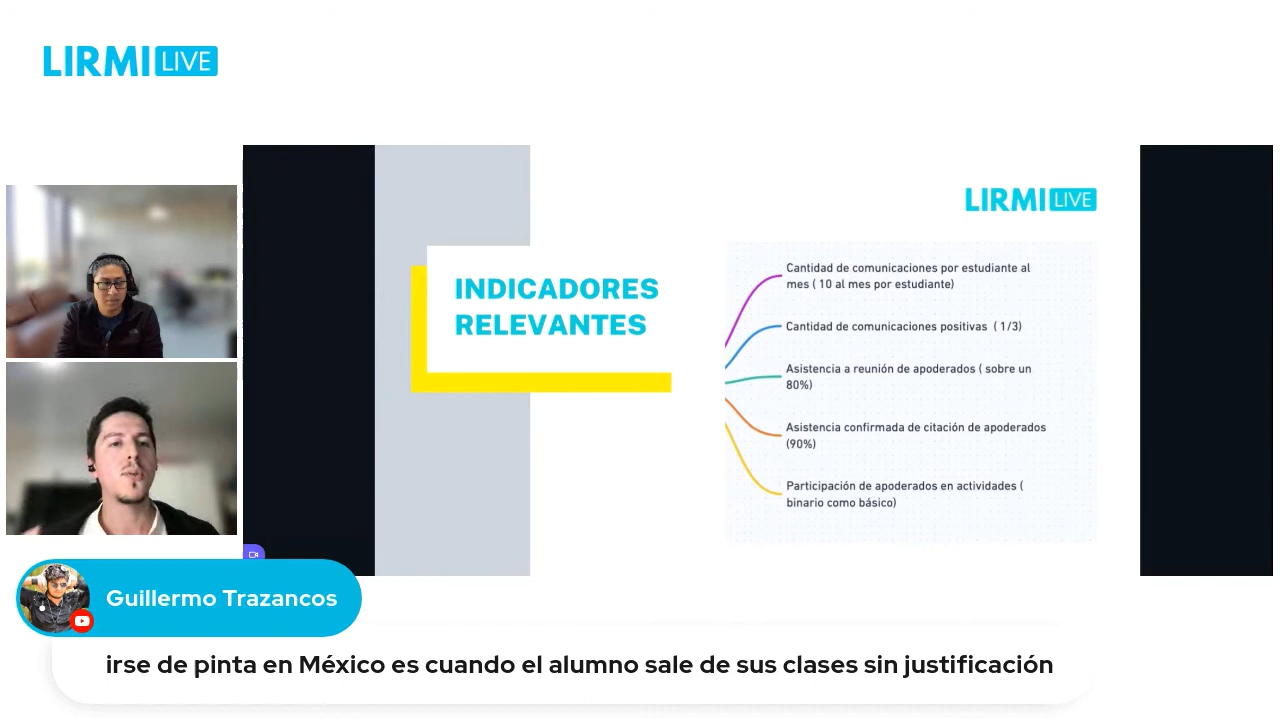 LIRMI LIVE
LIRMI LIVE
INDICADORES
RELEVANTES
Cantidad de comunicaciones por estudiante al
mes ( 10 al mes por estudiante)
Cantidad de comunicaciones positivas ( 1/3)
Asistencia a reunión de apoderados ( sobre un
80%)
Asistencia confirmada de citación de apoderados
(90%)
Participación de apoderados en actividades (
binario como básico)
Guillermo Trazancos
irse de pinta en México es cuando el alumno sale de sus clases sin justificación